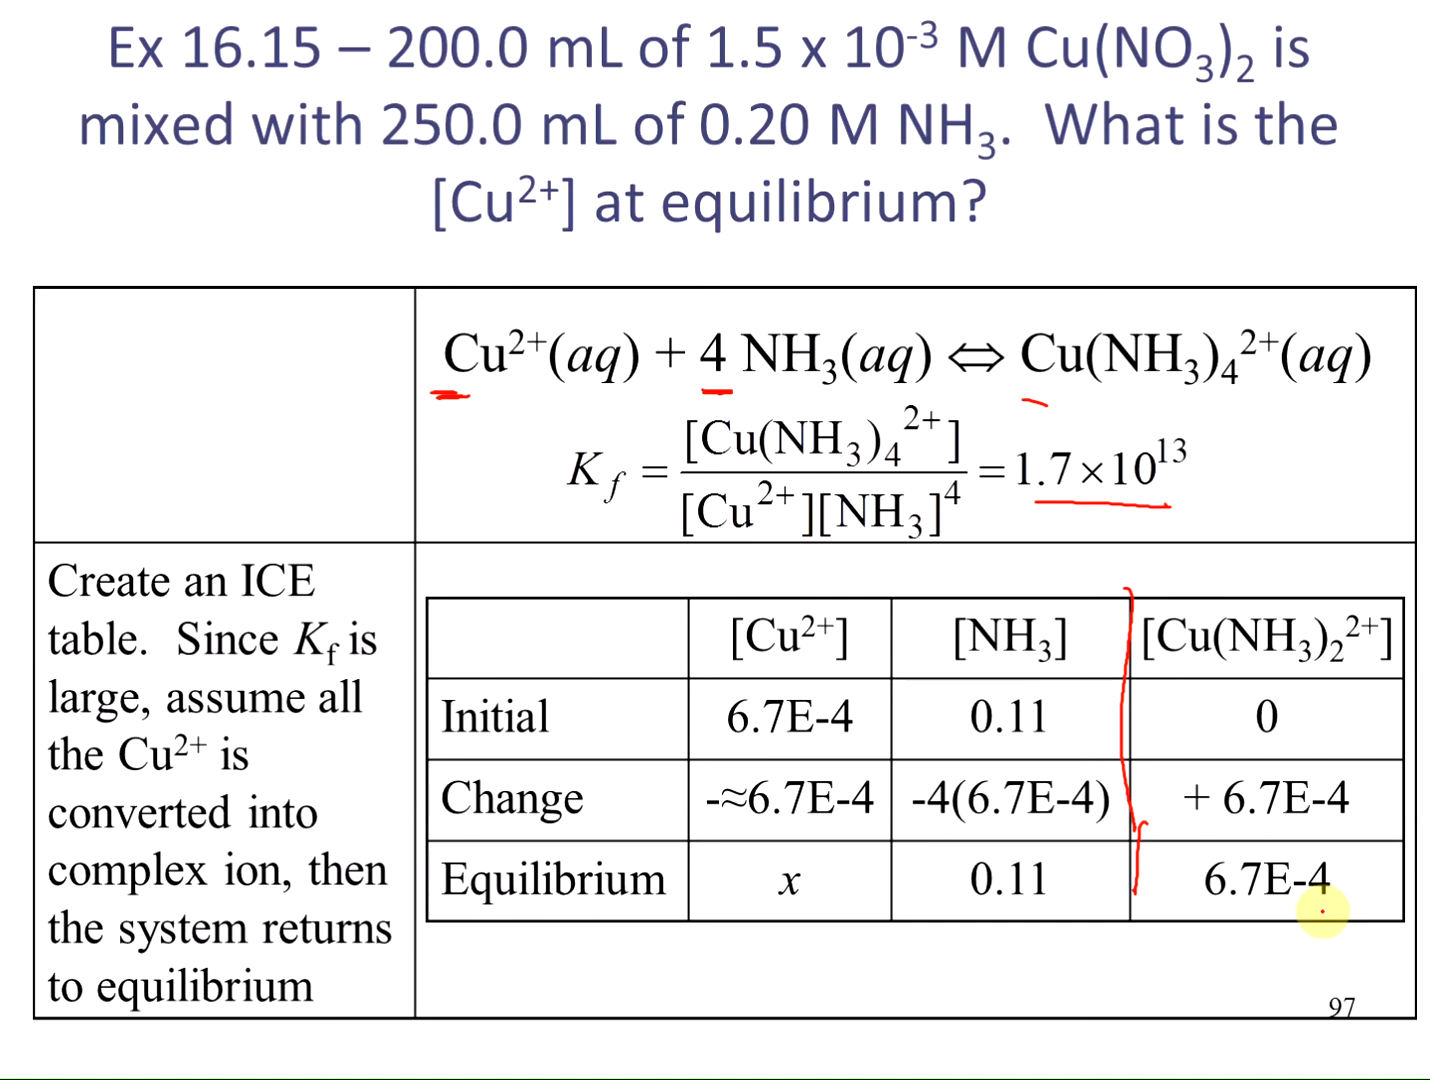 Ex 16.15 – 200.0 mL of 1.5 x 10⁻³ M Cu(NO₃)₂ is
mixed with 250.0 mL of 0.20 M NH₃. What is the
[Cu²⁺] at equilibrium?
Cu²⁺(aq) + 4 NH₃(aq) ⇔ Cu(NH₃)₄²⁺(aq)
K_f = [Cu(NH₃)₄²⁺] / [Cu²⁺][NH₃]⁴ = 1.7×10¹³
Create an ICE
table. Since K_f is
large, assume all
the Cu²⁺ is
converted into
complex ion, then
the system returns
to equilibrium
[Cu²⁺] [NH₃] [Cu(NH₃)₂²⁺]
Initial 6.7E-4 0.11 0
Change -≈6.7E-4 -4(6.7E-4) + 6.7E-4
Equilibrium x 0.11 6.7E-4
97